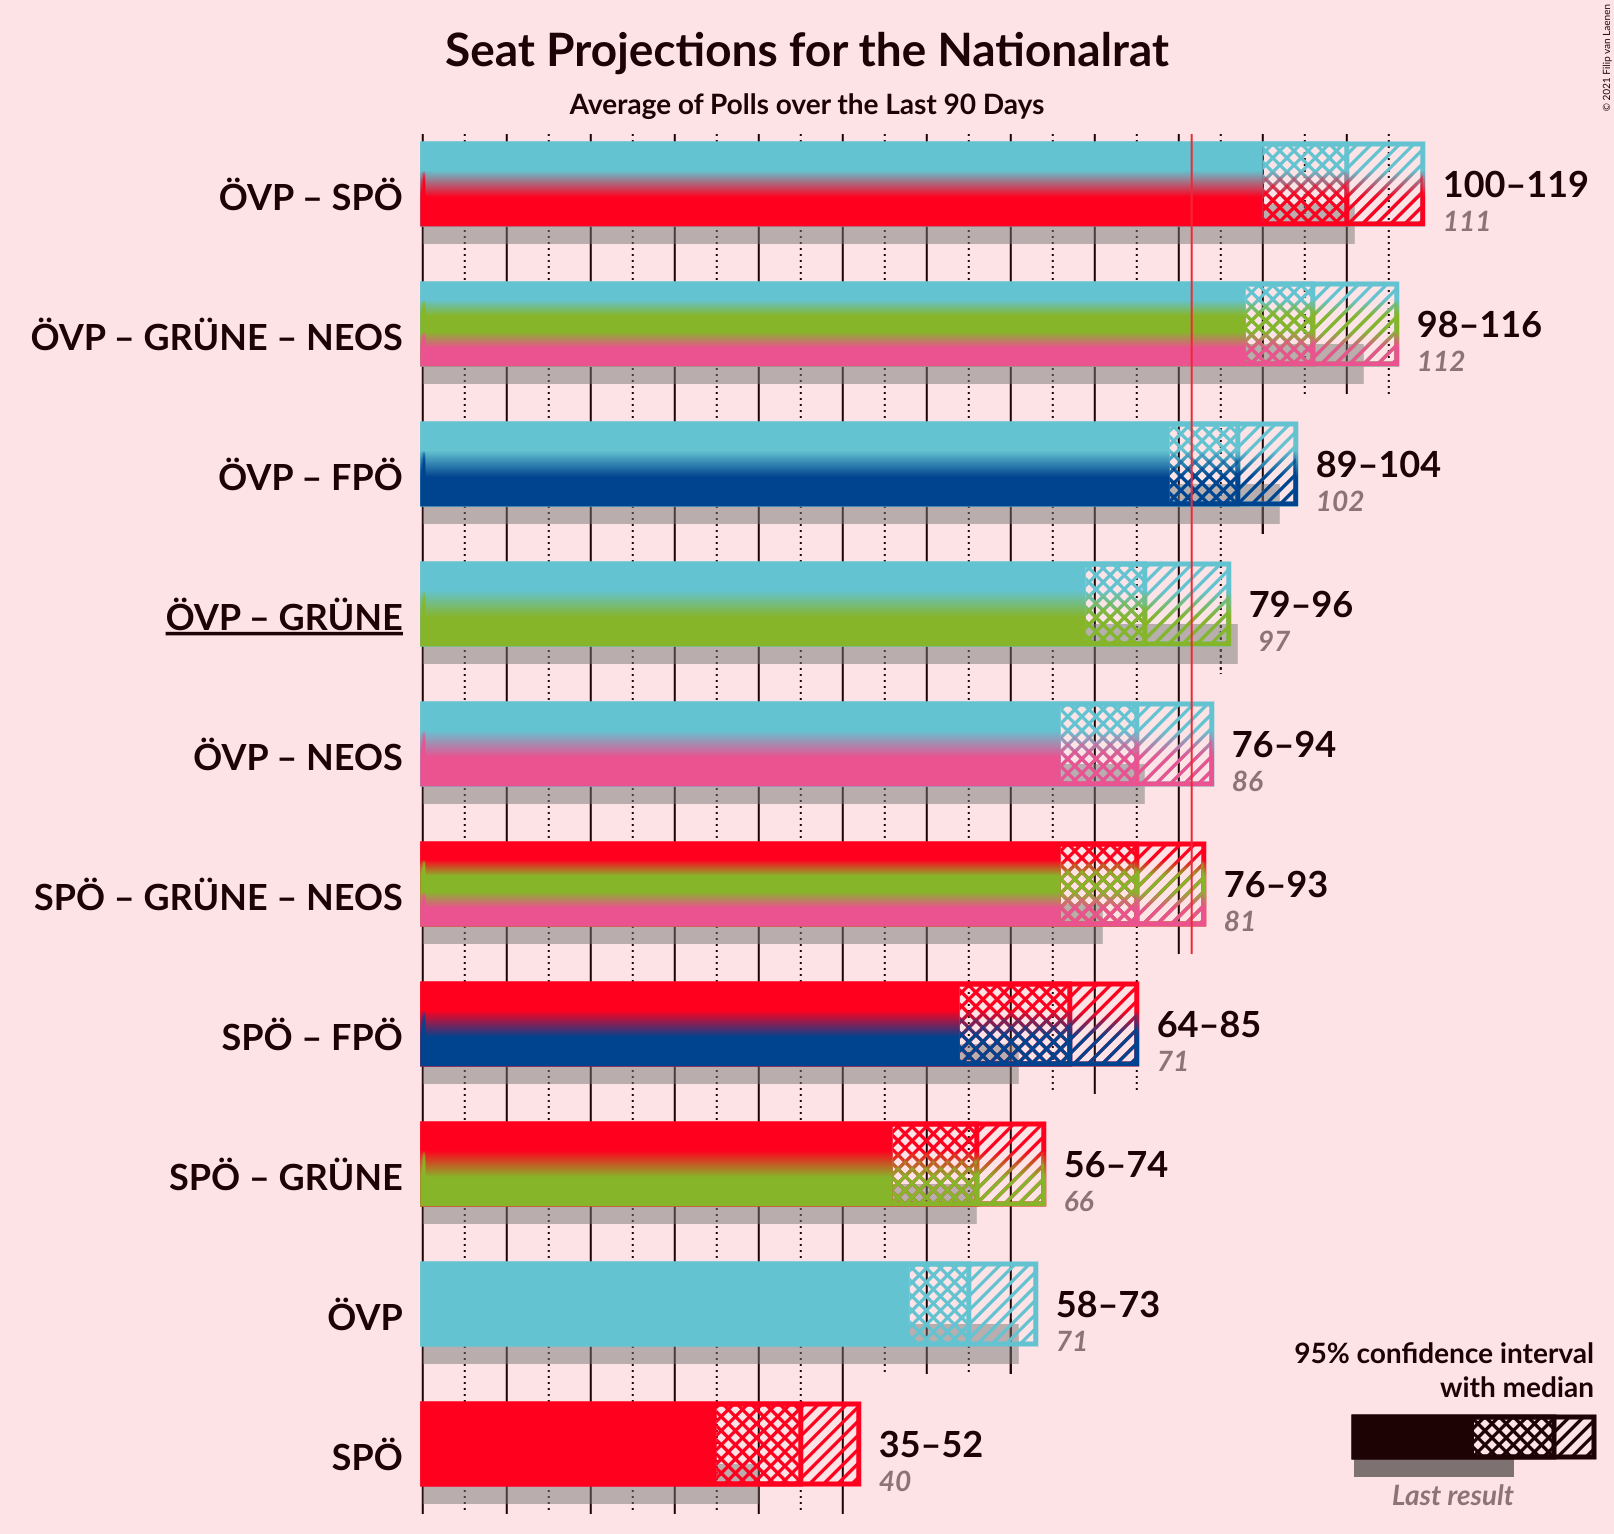 Seat Projections for the Nationalrat
Average of Polls over the Last 90 Days
© 2021 Filip van Laenen
ÖVP – SPÖ
100–119
111
ÖVP – GRÜNE – NEOS
98–116
112
ÖVP – FPÖ
89–104
102
ÖVP – GRÜNE
79–96
97
ÖVP – NEOS
76–94
86
SPÖ – GRÜNE – NEOS
76–93
81
SPÖ – FPÖ
64–85
71
SPÖ – GRÜNE
56–74
66
ÖVP
58–73
71
SPÖ
35–52
40
95% confidence interval
with median
Last result